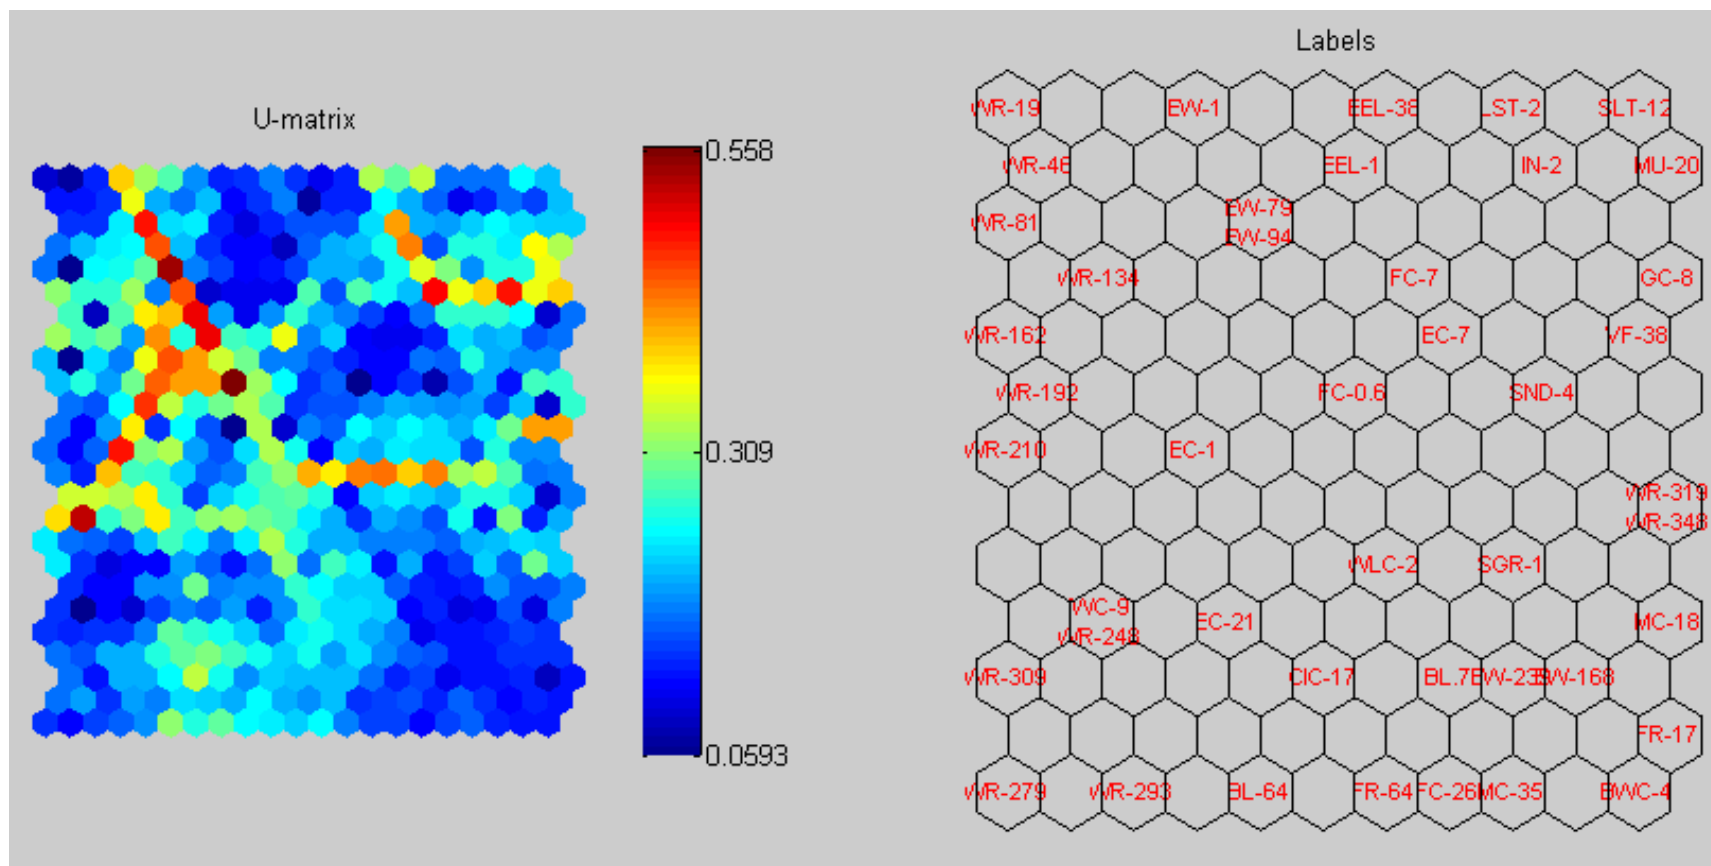 Labels
U-matrix
0.558
0.309
0.0593
WR-19 EW-1 EEL-38 LST-2 SLT-12
WR-46 EEL-1 IN-2 MU-20
WR-81 EW-79
EW-94
WR-134 FC-7 GC-8
WR-162 EC-7 VF-38
WR-192 FC-0.6 SND-4
WR-210 EC-1
WR-319
WR-348
WLC-2 SGR-1
WC-9
WR-248 EC-21 MC-18
WR-309 CIC-17 BL.7 EW-239 EW-168
FR-17
WR-279 WR-293 BL-64 FR-64 FC-26 MC-35 BWC-4